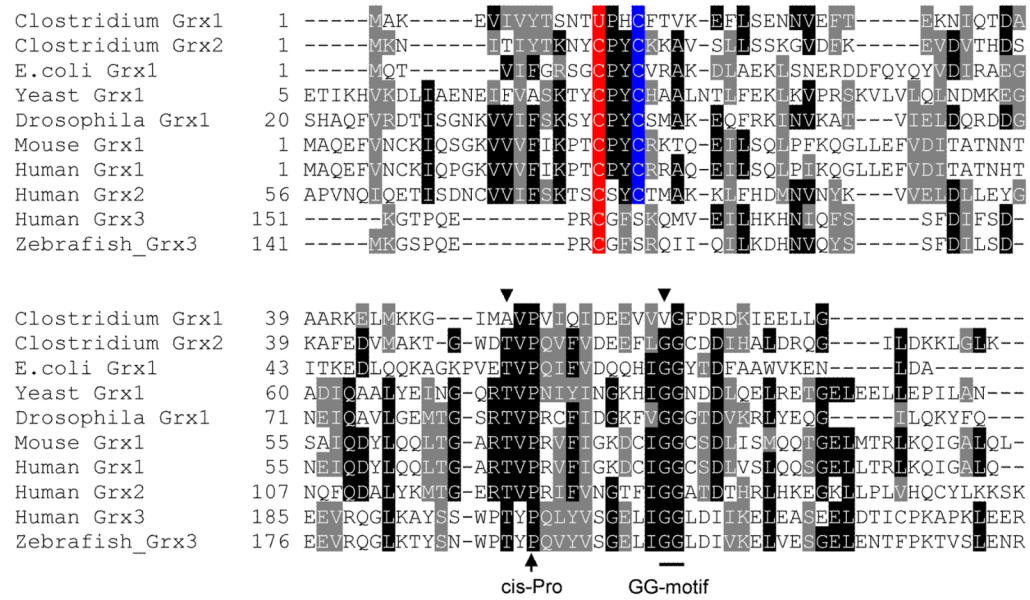 Clostridium Grx1 1 ------MAK------EVIVYTSNTUPHCFTVK-EFLSENNVEFT-----EKNIQTDA
Clostridium Grx2 1 ------MKN------ITIYTKNYCPYCKKAV-SLLSSKGVDFK-----EVDVTHDS
E.coli Grx1 1 ------MQT-------VIFGRSGCPYCVRAK-DLAEKLSNERDDFQYQYVDIRAEG
Yeast Grx1 5 ETIKHVKDLIAENEIFVASKTYCPYCHAALNTLFEKLKVPRSKVLVLQLNDMKEG
Drosophila Grx1 20 SHAQFVRDTISGNKVVIFSKSYCPYCSMAK-EQFRKINVKAT-----VIELDQRDDG
Mouse Grx1 1 MAQEFVNCKIQSGKVVVFIKPTCPYCRKTQ-EILSQLPFKQGLLEFVDITATNNT
Human Grx1 1 MAQEFVNCKIQPGKVVVFIKPTCPYCRRAQ-EILSQLPIKQGLLEFVDITATNHT
Human Grx2 56 APVNQIQETISDNCVVIFSKTSCSYCTMAK-KLFHDMNVNYK-----VVELDLLEYG
Human Grx3 151 ------KGTPQE---------PRCGFSKQMV-EILHKHNIQFS-----SFDIFSD-
Zebrafish_Grx3 141 -----MKGSPQE---------PRCGFSRQII-QILKDHNVQYS-----SFDILSD-
Clostridium Grx1 39 AARKELMKKG---IMAVPVIQIDEEVVVGFDRDKIEELLG---------------
Clostridium Grx2 39 KAFEDVMAKT-G-WDTVPQVFVDEEFLGGCDDIHALDRQG-----ILDKKLGLK--
E.coli Grx1 43 ITKEDLQQKAGKPVETVPQIFVDQQHIGGYTDFAAWVKEN-----LDA-------
Yeast Grx1 60 ADIQAALYEING-QRTVPNIYINGKHIGGNDDLQELRETGELEELLEPILAN---
Drosophila Grx1 71 NEIQAVLGEMTG-SRTVPRCFIDGKFVGGGTDVKRLYEQG-----ILQKYFQ---
Mouse Grx1 55 SAIQDYLQQLTG-ARTVPRVFIGKDCIGGCSDLISMQQTGELMTRLKQIGALQL-
Human Grx1 55 NEIQDYLQQLTG-ARTVPRVFIGKDCIGGCSDLVSLQQSGELLTRLKQIGALQ--
Human Grx2 107 NQFQDALYKMTG-ERTVPRIFVNGTFIGGATDTHRLHKEGKLLPLVHQCYLKKSK
Human Grx3 185 EEVRQGLKAYSS-WPTYPQLYVSGELIGGLDIIKELEASEELDTICPKAPKLEER
Zebrafish_Grx3 176 EEVRQGLKTYSN-WPTYPQVYVSGELIGGLDIVKELVESGELENTFPKTVSLENR
cis-Pro GG-motif